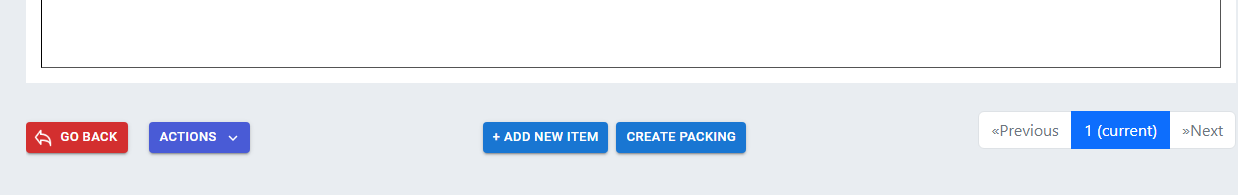 GO BACK ACTIONS + ADD NEW ITEM CREATE PACKING «Previous 1 (current) »Next